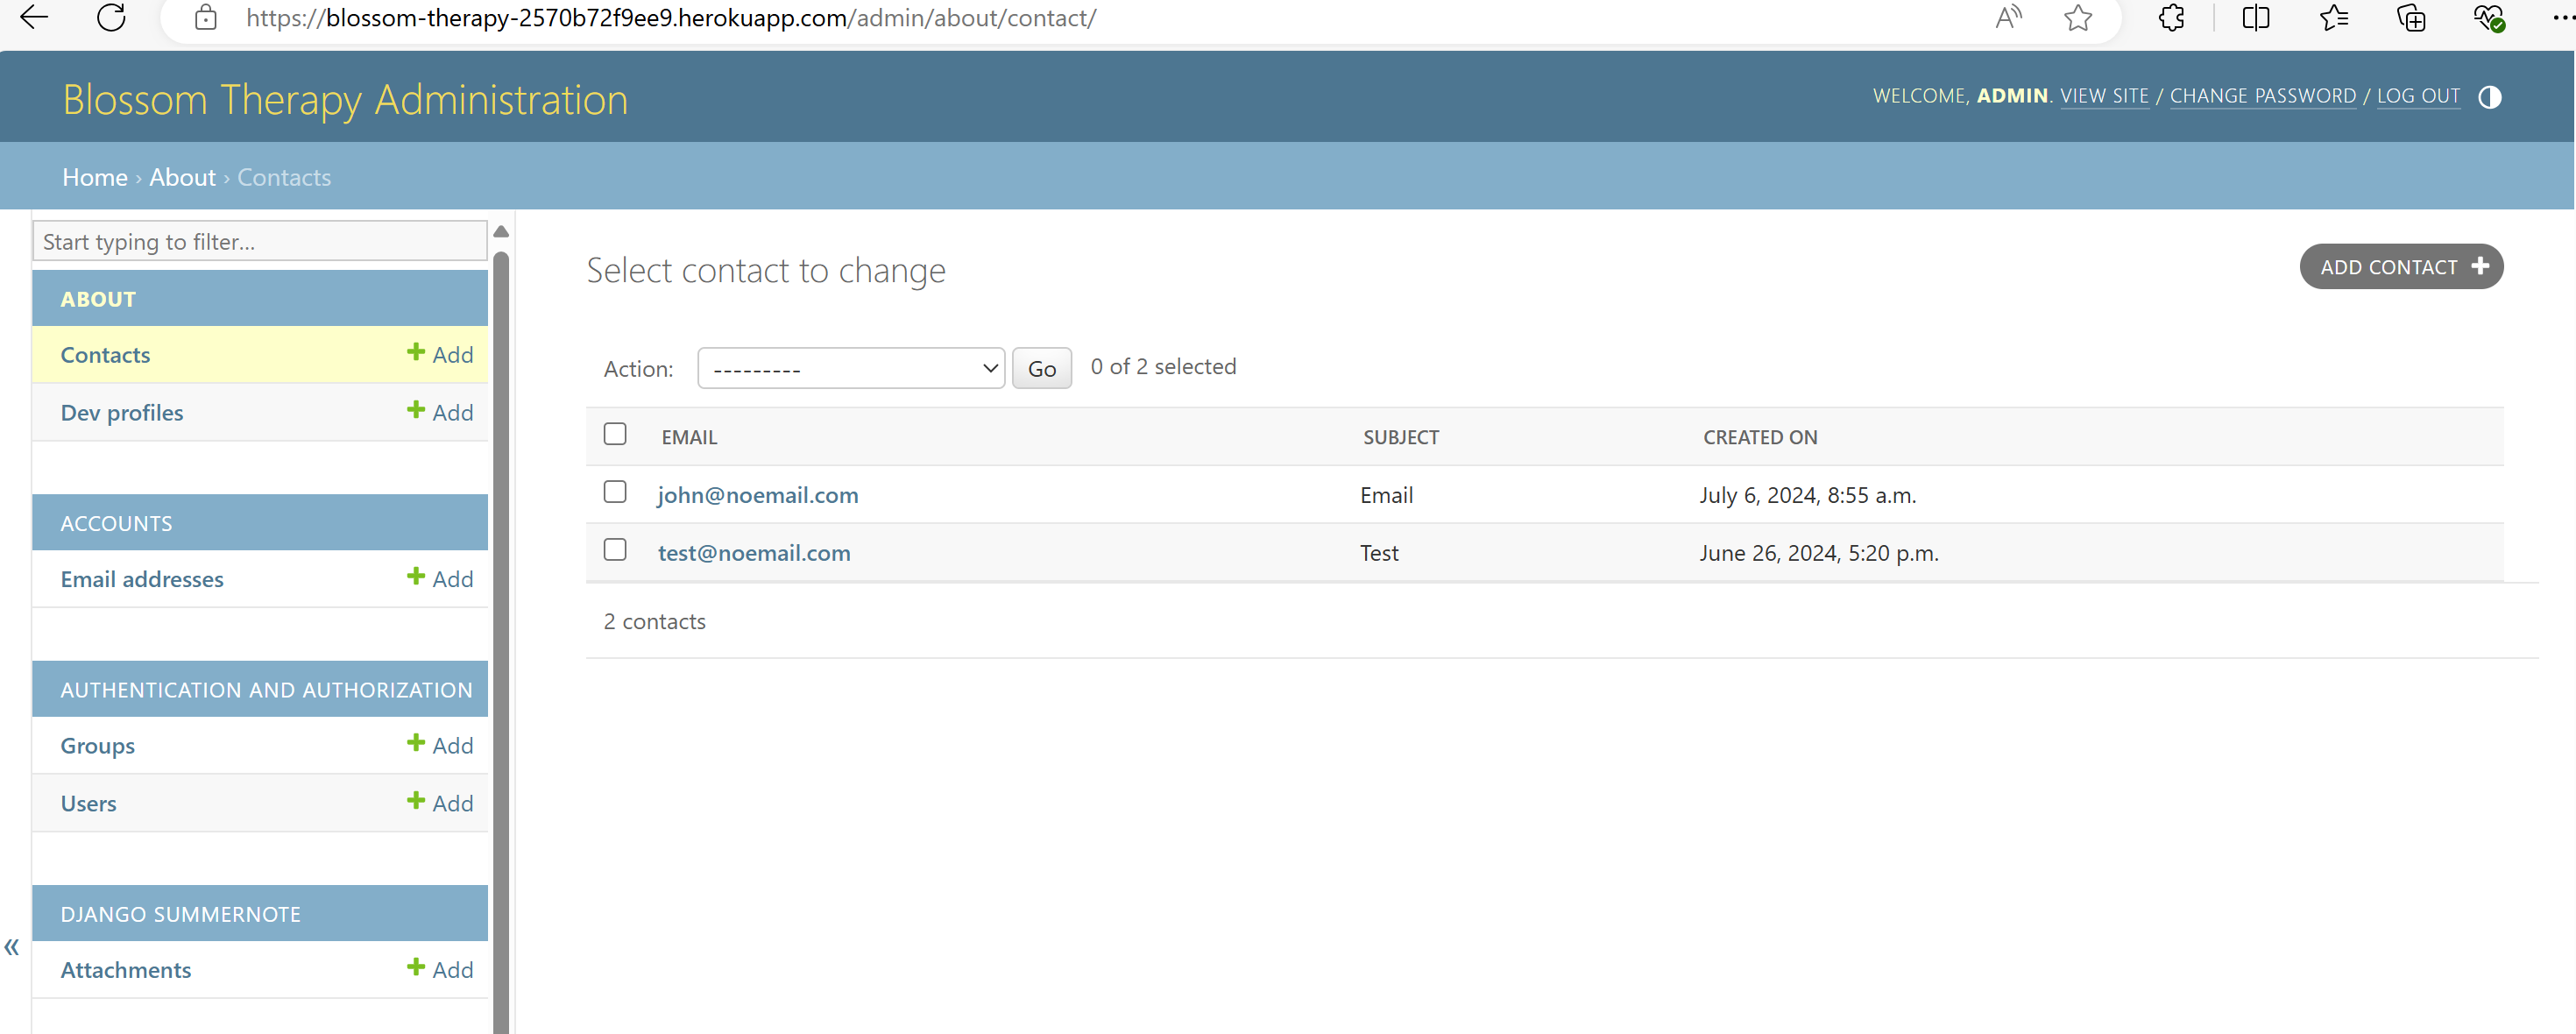 https://blossom-therapy-2570b72f9ee9.herokuapp.com/admin/about/contact/
Blossom Therapy Administration
WELCOME, ADMIN. VIEW SITE / CHANGE PASSWORD / LOG OUT
Home › About › Contacts
Start typing to filter...
ABOUT
Contacts + Add
Dev profiles + Add
ACCOUNTS
Email addresses + Add
AUTHENTICATION AND AUTHORIZATION
Groups + Add
Users + Add
DJANGO SUMMERNOTE
Attachments + Add
«
Select contact to change
ADD CONTACT +
Action: --------- Go 0 of 2 selected
EMAIL SUBJECT CREATED ON
john@noemail.com Email July 6, 2024, 8:55 a.m.
test@noemail.com Test June 26, 2024, 5:20 p.m.
2 contacts